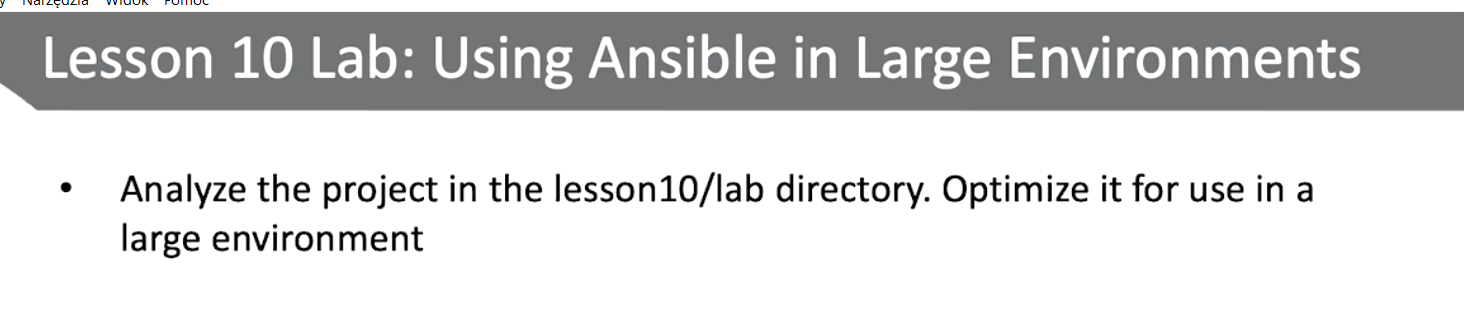 Narzędzia Widok Pomoc
Lesson 10 Lab: Using Ansible in Large Environments
• Analyze the project in the lesson10/lab directory. Optimize it for use in a
large environment